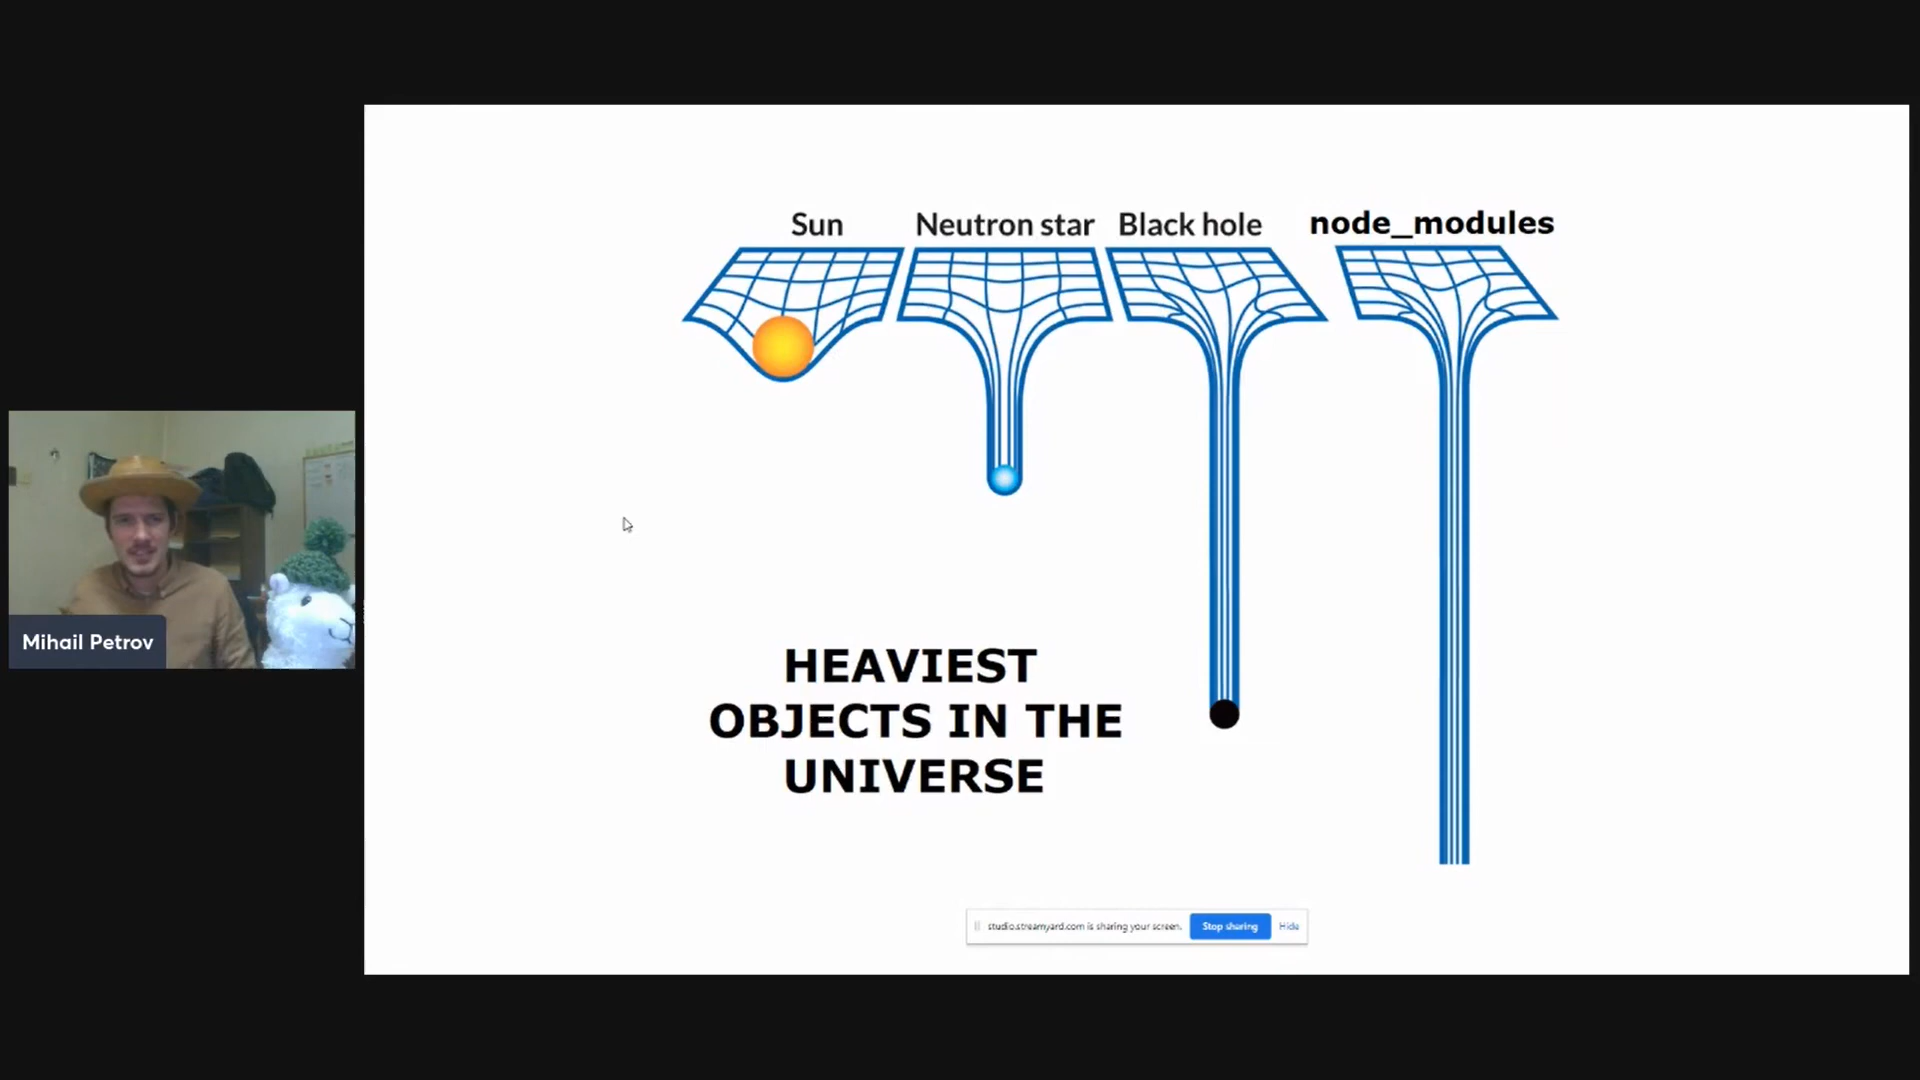 Sun Neutron star Black hole node_modules
HEAVIEST
OBJECTS IN THE
UNIVERSE
Mihail Petrov
studio.streamyard.com is sharing your screen. Stop sharing Hide